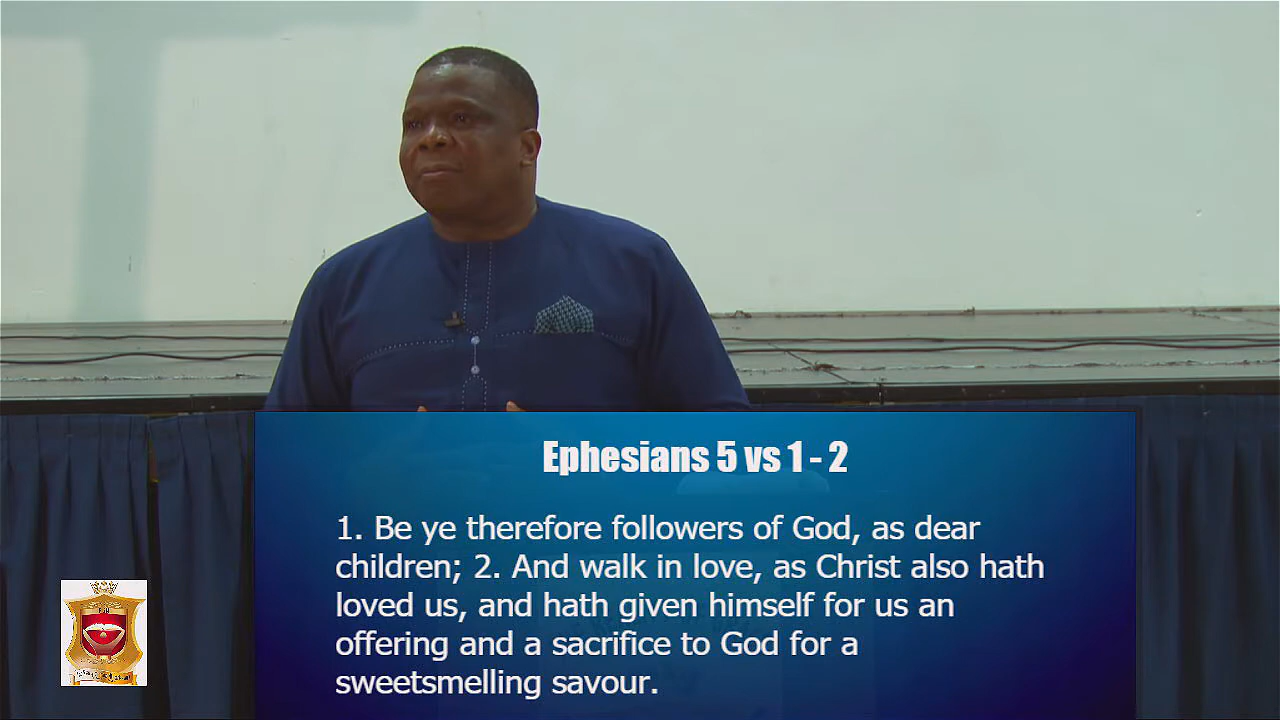 Ephesians 5 vs 1 - 2
1. Be ye therefore followers of God, as dear
children; 2. And walk in love, as Christ also hath
loved us, and hath given himself for us an
offering and a sacrifice to God for a
sweetsmelling savour.